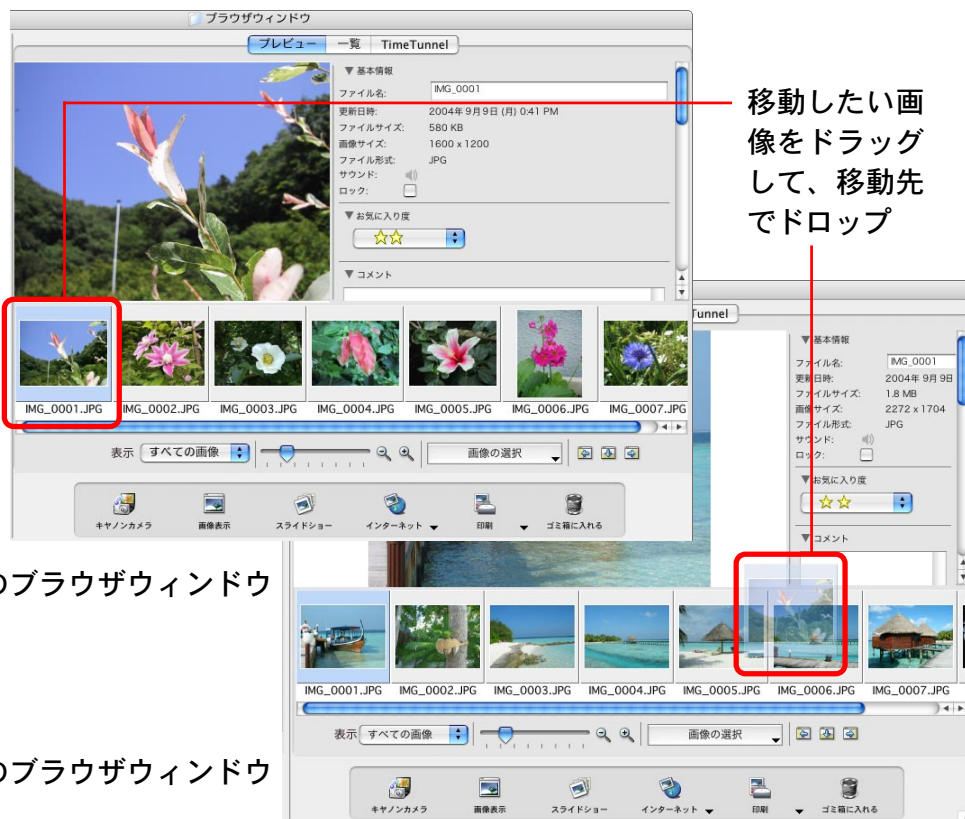 ブラウザウィンドウ
プレビュー 一覧 TimeTunnel
▼ 基本情報
ファイル名: IMG_0001
更新日時: 2004年 9月9日 (月) 0:41 PM
ファイルサイズ: 580 KB
画像サイズ: 1600 x 1200
ファイル形式: JPG
サウンド:
ロック:
▼ お気に入り度
☆☆
▼ コメント
IMG_0001.JPG IMG_0002.JPG IMG_0003.JPG IMG_0004.JPG IMG_0005.JPG IMG_0006.JPG IMG_0007.JPG
表示 すべての画像 画像の選択
キヤノンカメラ 画像表示 スライドショー インターネット 印刷 ゴミ箱に入れる
移動したい画
像をドラッグ
して、移動先
でドロップ
Tunnel
▼ 基本情報
ファイル名: IMG_0001
更新日時: 2004年 9月 9日
ファイルサイズ: 1.8 MB
画像サイズ: 2272 x 1704
ファイル形式: JPG
サウンド:
ロック:
▼ お気に入り度
☆☆
▼ コメント
のブラウザウィンドウ
IMG_0001.JPG IMG_0002.JPG IMG_0003.JPG IMG_0004.JPG IMG_0005.JPG IMG_0006.JPG IMG_0007.JPG
表示 すべての画像 画像の選択
のブラウザウィンドウ
キヤノンカメラ 画像表示 スライドショー インターネット 印刷 ゴミ箱に入れる